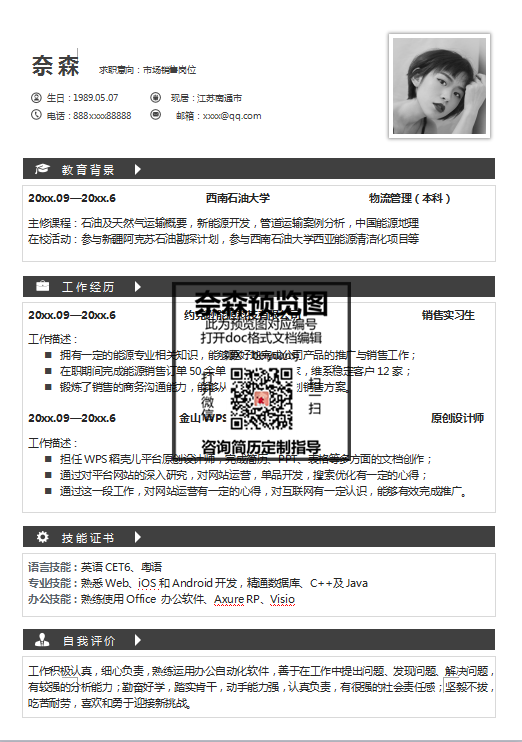 奈森
求职意向：市场销售岗位
生日：1989.05.07 现居：江苏南通市
电话：888xxxx88888 邮箱：xxxx@qq.com
教育背景
20xx.09—20xx.6 西南石油大学 物流管理（本科）
主修课程：石油及天然气运输概要，新能源开发，管道运输案例分析，中国能源地理
在校活动：参与新疆阿克苏石油勘探计划，参与西南石油大学西亚能源清洁化项目等
工作经历
奈森预览图
20xx.09—20xx.6 销售实习生
此为预览图对应编号
打开doc格式文档编辑
工作描述：
拥有一定的能源专业相关知识，能够 产品的推广与销售工作；
在职期间完成能源销售订单 50 ，维系稳定客户 12 家；
锻炼了销售的商务沟通能力，能够 销售方案。
打开微信
扫一扫
20xx.09—20xx.6 金山 WPS 原创设计师
咨询简历定制指导
工作描述：
担任 WPS 稻壳儿平台原创设计师，完成简历、PPT、表格等多方面的文档创作；
通过对平台网站的深入研究，对网站运营，单品开发，搜索优化有一定的心得；
通过这一段工作，对网站运营有一定的心得，对互联网有一定认识，能够有效完成推广。
技能证书
语言技能：英语 CET6、粤语
专业技能：熟悉 Web、iOS 和 Android 开发，精通数据库、C++及 Java
办公技能：熟练使用 Office 办公软件、Axure RP、Visio
自我评价
工作积极认真，细心负责，熟练运用办公自动化软件，善于在工作中提出问题、发现问题、解决问题，
有较强的分析能力；勤奋好学，踏实肯干，动手能力强，认真负责，有很强的社会责任感；坚毅不拔，
吃苦耐劳，喜欢和勇于迎接新挑战。